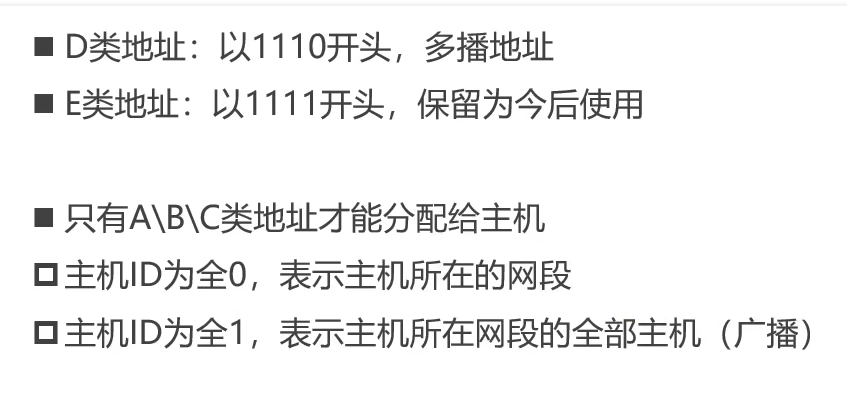 ■ D类地址：以1110开头，多播地址
■ E类地址：以1111开头，保留为今后使用
■ 只有A\B\C类地址才能分配给主机
□ 主机ID为全0，表示主机所在的网段
□ 主机ID为全1，表示主机所在网段的全部主机（广播）